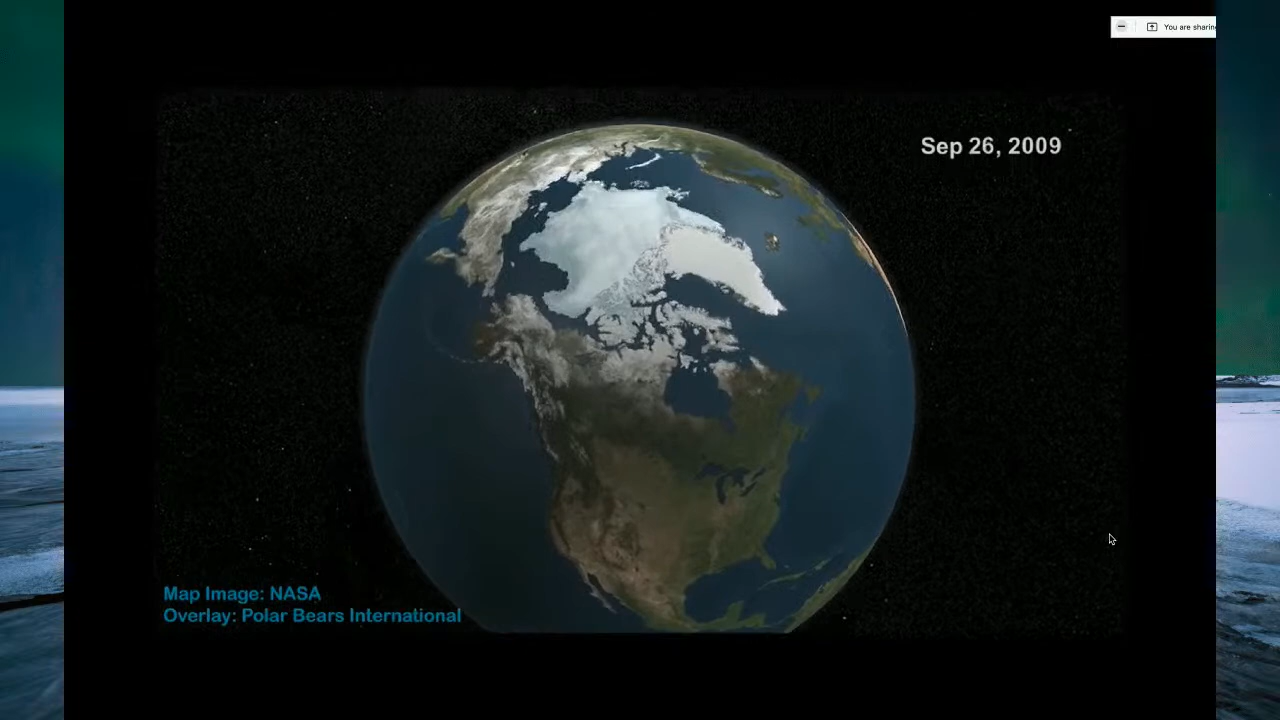 You are sharing
Sep 26, 2009
Map Image: NASA
Overlay: Polar Bears International